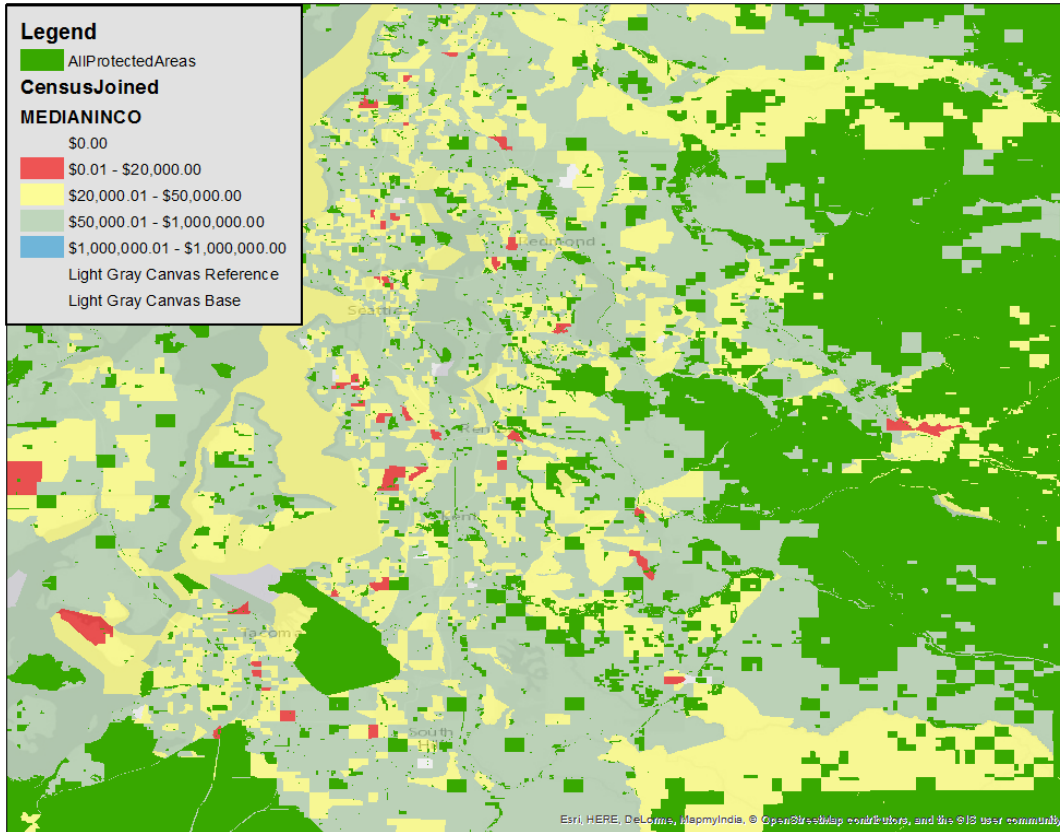 Legend
AllProtectedAreas
CensusJoined
MEDIANINCO
$0.00
$0.01 - $20,000.00
$20,000.01 - $50,000.00
$50,000.01 - $1,000,000.00
$1,000,000.01 - $1,000,000.00
Light Gray Canvas Reference
Light Gray Canvas Base
Redmond
Seattle
Kent
Tacoma
South
Hill
Esri, HERE, DeLorme, MapmyIndia, © OpenStreetMap contributors, and the GIS user community